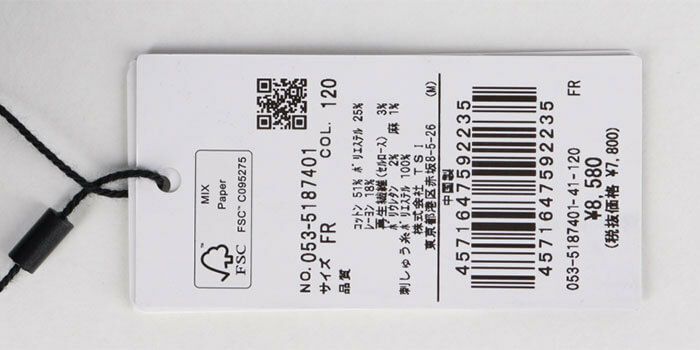 MIX
Paper
FSC™ C095275
FSC
NO. 053-5187401 COL. 120
サイズ FR
品質
コットン 51% ポリエステル 25%
レーヨン 18%
再生繊維(セルロース) 3%
ポリウレタン 2% 麻 1%
刺しゅう糸ポリエステル 100%
株式会社 TSI
東京都港区赤坂8-5-26 (M)
中国製
4571647592235
4571647592235
FR
053-5187401-41-120
¥8,580
(税抜価格 ¥7,800)